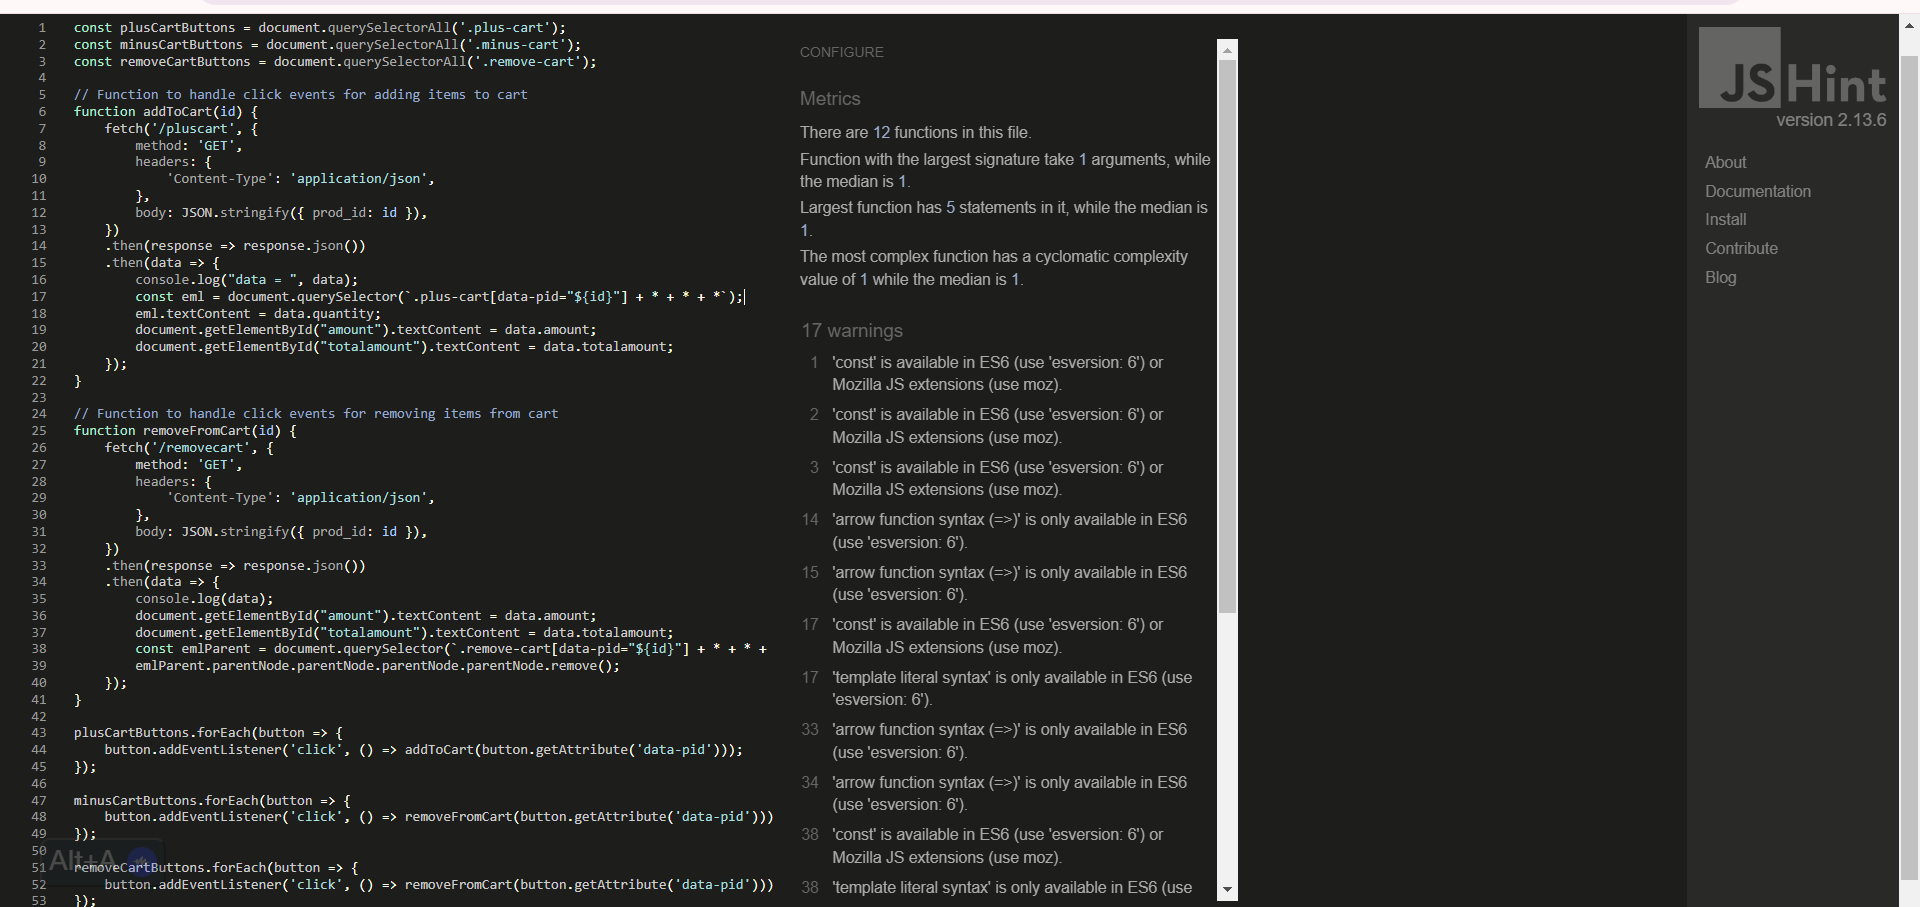 1 const plusCartButtons = document.querySelectorAll('.plus-cart');
2 const minusCartButtons = document.querySelectorAll('.minus-cart');
3 const removeCartButtons = document.querySelectorAll('.remove-cart');
4
5 // Function to handle click events for adding items to cart
6 function addToCart(id) {
7     fetch('/pluscart', {
8         method: 'GET',
9         headers: {
10             'Content-Type': 'application/json',
11         },
12         body: JSON.stringify({ prod_id: id }),
13     })
14     .then(response => response.json())
15     .then(data => {
16         console.log("data = ", data);
17         const eml = document.querySelector(`.plus-cart[data-pid="${id}"] + * + * + *`);
18         eml.textContent = data.quantity;
19         document.getElementById("amount").textContent = data.amount;
20         document.getElementById("totalamount").textContent = data.totalamount;
21     });
22 }
23
24 // Function to handle click events for removing items from cart
25 function removeFromCart(id) {
26     fetch('/removecart', {
27         method: 'GET',
28         headers: {
29             'Content-Type': 'application/json',
30         },
31         body: JSON.stringify({ prod_id: id }),
32     })
33     .then(response => response.json())
34     .then(data => {
35         console.log(data);
36         document.getElementById("amount").textContent = data.amount;
37         document.getElementById("totalamount").textContent = data.totalamount;
38         const emlParent = document.querySelector(`.remove-cart[data-pid="${id}"] + * + * +
39         emlParent.parentNode.parentNode.parentNode.parentNode.remove();
40     });
41 }
42
43 plusCartButtons.forEach(button => {
44     button.addEventListener('click', () => addToCart(button.getAttribute('data-pid')));
45 });
46
47 minusCartButtons.forEach(button => {
48     button.addEventListener('click', () => removeFromCart(button.getAttribute('data-pid')))
49 });
50
51 removeCartButtons.forEach(button => {
52     button.addEventListener('click', () => removeFromCart(button.getAttribute('data-pid')))
53 });
Alt+A
CONFIGURE
Metrics
There are 12 functions in this file.
Function with the largest signature take 1 arguments, while
the median is 1.
Largest function has 5 statements in it, while the median is
1.
The most complex function has a cyclomatic complexity
value of 1 while the median is 1.
17 warnings
1 'const' is available in ES6 (use 'esversion: 6') or
Mozilla JS extensions (use moz).
2 'const' is available in ES6 (use 'esversion: 6') or
Mozilla JS extensions (use moz).
3 'const' is available in ES6 (use 'esversion: 6') or
Mozilla JS extensions (use moz).
14 'arrow function syntax (=>)' is only available in ES6
(use 'esversion: 6').
15 'arrow function syntax (=>)' is only available in ES6
(use 'esversion: 6').
17 'const' is available in ES6 (use 'esversion: 6') or
Mozilla JS extensions (use moz).
17 'template literal syntax' is only available in ES6 (use
'esversion: 6').
33 'arrow function syntax (=>)' is only available in ES6
(use 'esversion: 6').
34 'arrow function syntax (=>)' is only available in ES6
(use 'esversion: 6').
38 'const' is available in ES6 (use 'esversion: 6') or
Mozilla JS extensions (use moz).
38 'template literal syntax' is only available in ES6 (use
JSHint
version 2.13.6
About
Documentation
Install
Contribute
Blog